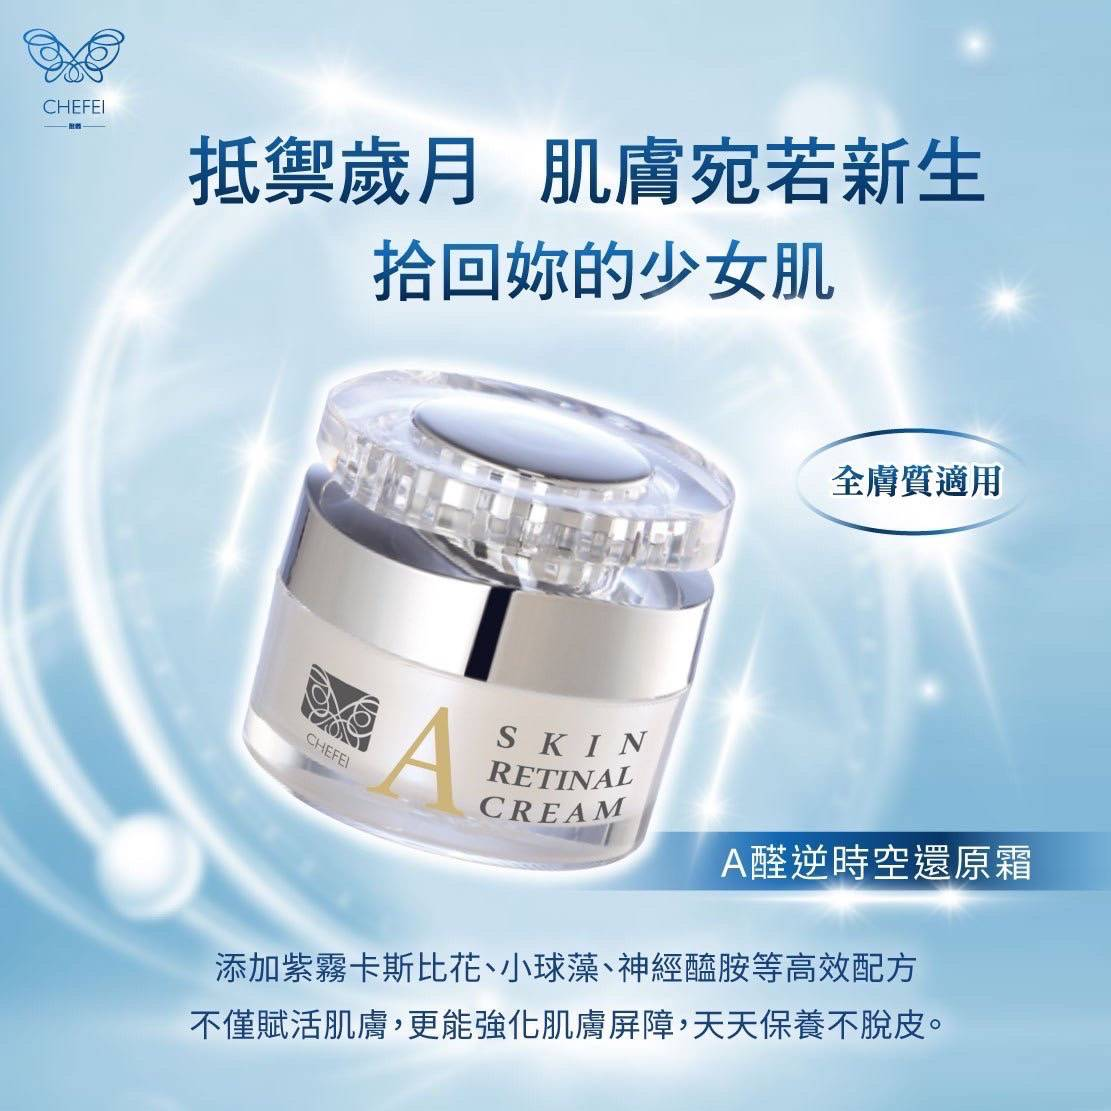 CHEFEI
抵禦歲月 肌膚宛若新生
拾回妳的少女肌
全膚質適用
CHEFEI
A SKIN
RETINAL
CREAM
A醛逆時空還原霜
添加紫霧卡斯比花、小球藻、神經醯胺等高效配方
不僅賦活肌膚,更能強化肌膚屏障,天天保養不脫皮。